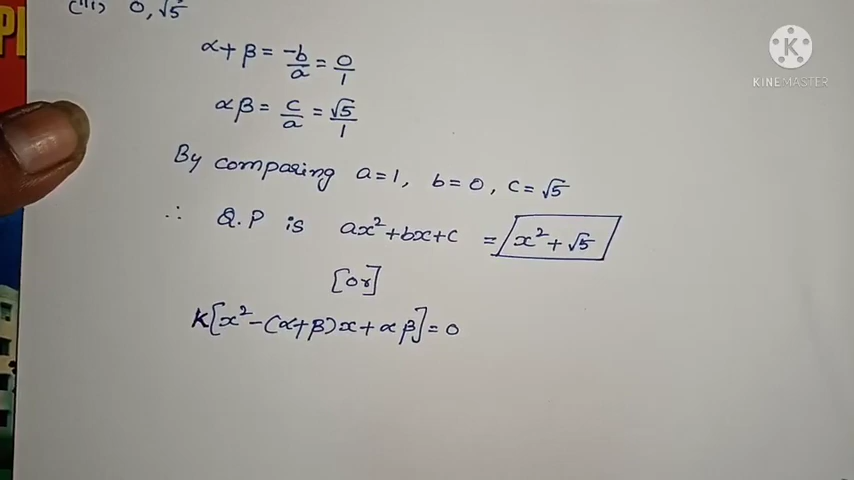 (iii) 0, √5
α+β = -b/a = 0/1
αβ = c/a = √5/1
By comparing a=1, b=0, c=√5
∴ Q.P is ax²+bx+c = x²+√5
[or]
K[x²-(α+β)x+αβ]=0
K
KINEMASTER